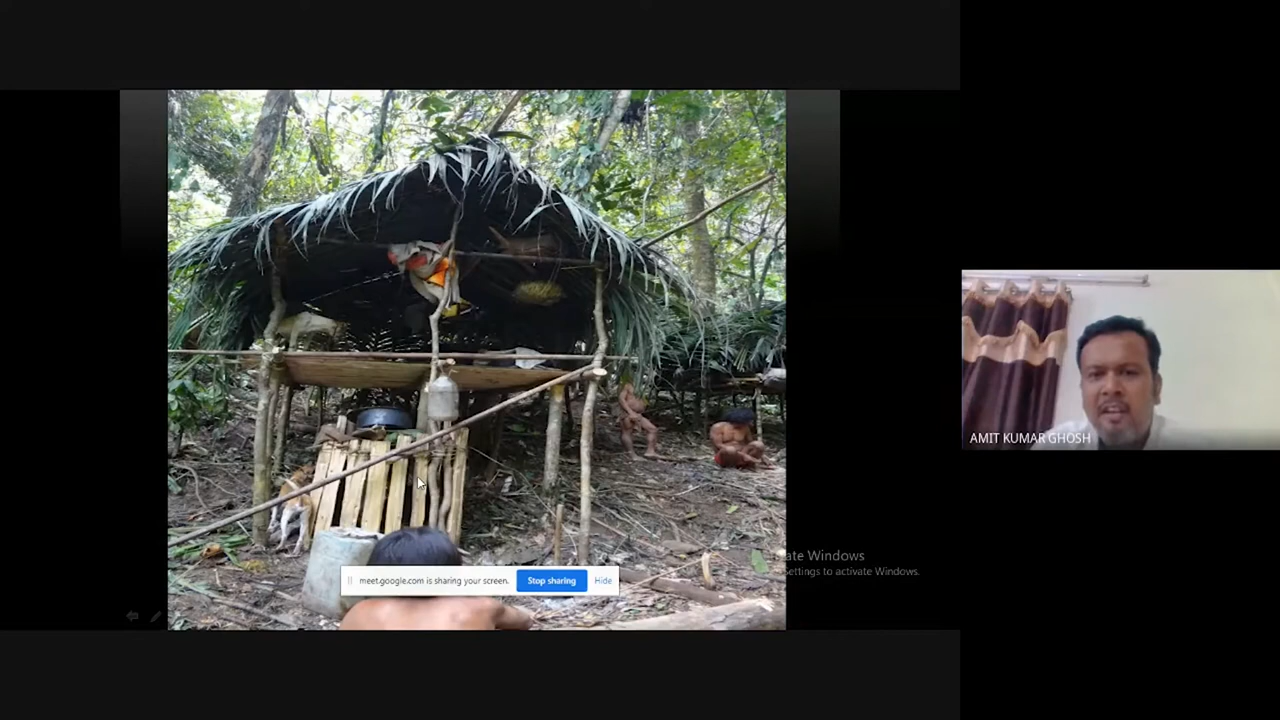 AMIT KUMAR GHOSH
meet.google.com is sharing your screen. Stop sharing Hide
ate Windows
Settings to activate Windows.